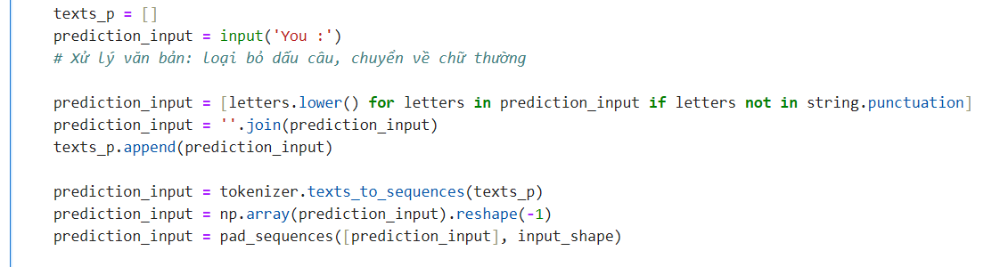 texts_p = []
prediction_input = input('You :')
# Xử lý văn bản: loại bỏ dấu câu, chuyển về chữ thường
prediction_input = [letters.lower() for letters in prediction_input if letters not in string.punctuation]
prediction_input = ''.join(prediction_input)
texts_p.append(prediction_input)
prediction_input = tokenizer.texts_to_sequences(texts_p)
prediction_input = np.array(prediction_input).reshape(-1)
prediction_input = pad_sequences([prediction_input], input_shape)